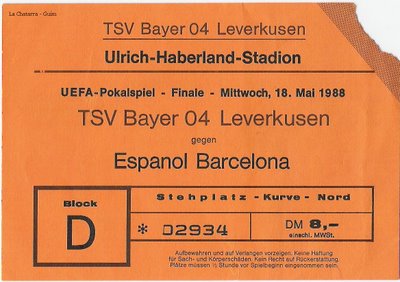 La Chatarra - Guiau
TSV Bayer 04 Leverkusen
Ulrich-Haberland-Stadion
UEFA-Pokalspiel - Finale - Mittwoch, 18. Mai 1988
TSV Bayer 04 Leverkusen
gegen
Espanol Barcelona
Block
D
Stehplatz - Kurve - Nord
* 02934
DM 8,-
einschl. MWSt.
Aufbewahren und auf Verlangen vorzeigen. Keine Haftung
für Sach- und Körperschäden. Kein Recht auf Rückerstattung.
Plätze müssen ½ Stunde vor Spielbeginn eingenommen sein.